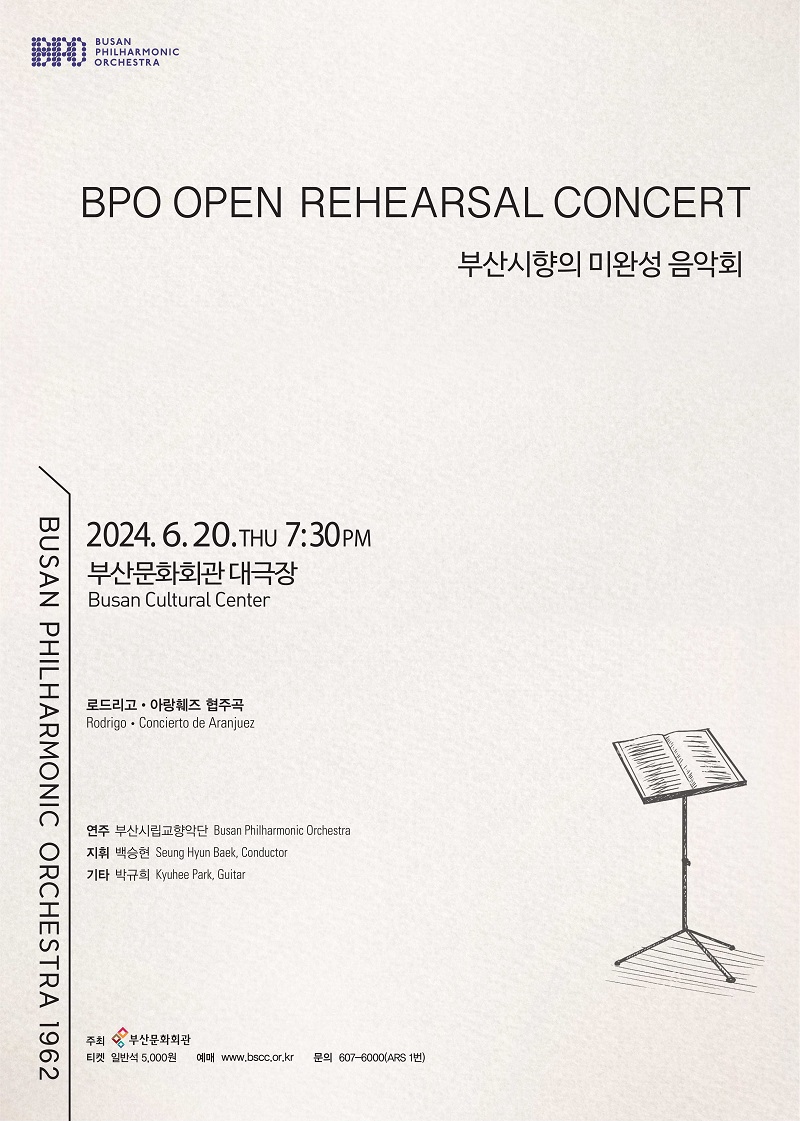 BPO
BUSAN
PHILHARMONIC
ORCHESTRA
BPO OPEN REHEARSAL CONCERT
부산시향의 미완성 음악회
BUSAN PHILHARMONIC ORCHESTRA 1962
2024. 6. 20. THU 7:30 PM
부산문화회관 대극장
Busan Cultural Center
로드리고 • 아랑훼즈 협주곡
Rodrigo • Concierto de Aranjuez
연주 부산시립교향악단 Busan Philharmonic Orchestra
지휘 백승현 Seung Hyun Baek, Conductor
기타 박규희 Kyuhee Park, Guitar
주최 부산문화회관
티켓 일반석 5,000원 예매 www.bscc.or.kr 문의 607-6000(ARS 1번)